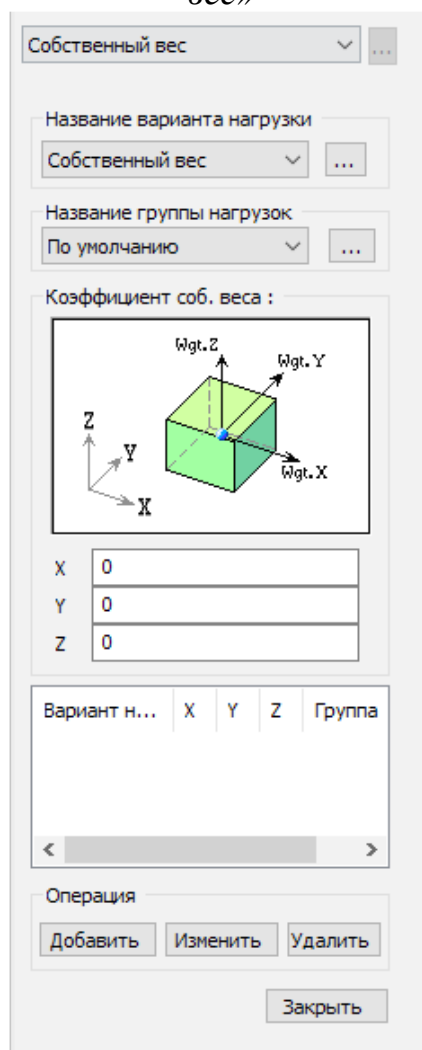 вес»
Собственный вес
...
Название варианта нагрузки
Собственный вес
...
Название группы нагрузок
По умолчанию
...
Коэффициент соб. веса :
Wgt.Z
Wgt.Y
Z
Y
Wgt.X
X
X 0
Y 0
Z 0
Вариант н... X Y Z Группа
Операция
Добавить Изменить Удалить
Закрыть